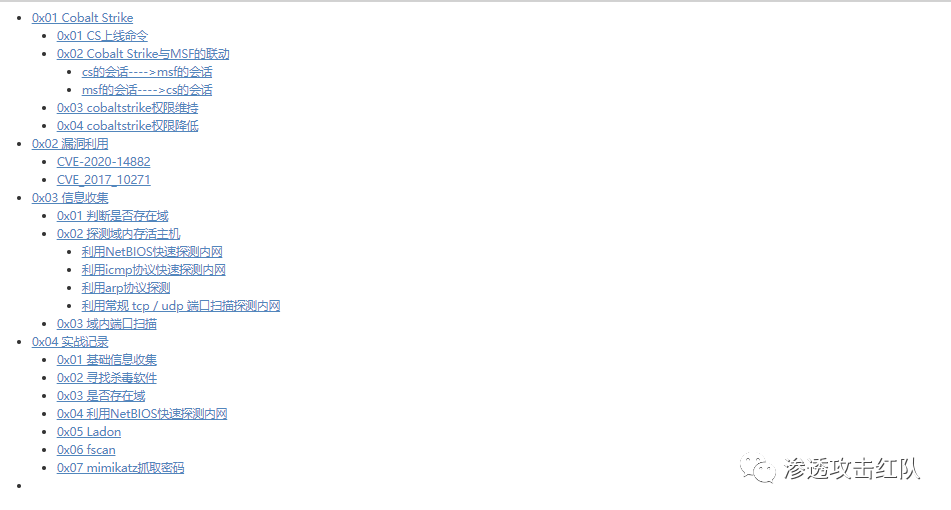 0x01 Cobalt Strike
0x01 CS上线命令
0x02 Cobalt Strike与MSF的联动
cs的会话---->msf的会话
msf的会话---->cs的会话
0x03 cobaltstrike权限维持
0x04 cobaltstrike权限降低
0x02 漏洞利用
CVE-2020-14882
CVE_2017_10271
0x03 信息收集
0x01 判断是否存在域
0x02 探测域内存活主机
利用NetBIOS快速探测内网
利用icmp协议快速探测内网
利用arp协议探测
利用常规 tcp / udp 端口扫描探测内网
0x03 域内端口扫描
0x04 实战记录
0x01 基础信息收集
0x02 寻找杀毒软件
0x03 是否存在域
0x04 利用NetBIOS快速探测内网
0x05 Ladon
0x06 fscan
0x07 mimikatz抓取密码
渗透攻击红队